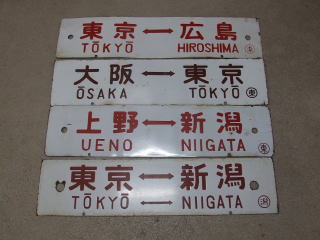 東京⟷広島
TŌKYŌ HIROSHIMA
大阪⟷東京
ŌSAKA TŌKYŌ
上野⟷新潟
UENO NIIGATA
東京⟷新潟
TŌKYŌ ⟷ NIIGATA